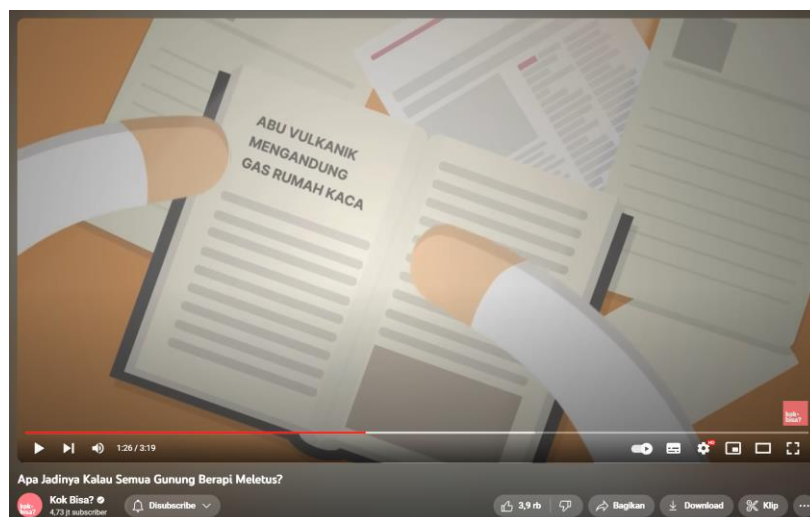 ABU VULKANIK
MENGANDUNG
GAS RUMAH KACA
kok-
bisa?
1:26 / 3:19
Apa Jadinya Kalau Semua Gunung Berapi Meletus?
Kok Bisa?
4,73 jt subscriber
Disubscribe
3,9 rb
Bagikan
Download
Klip